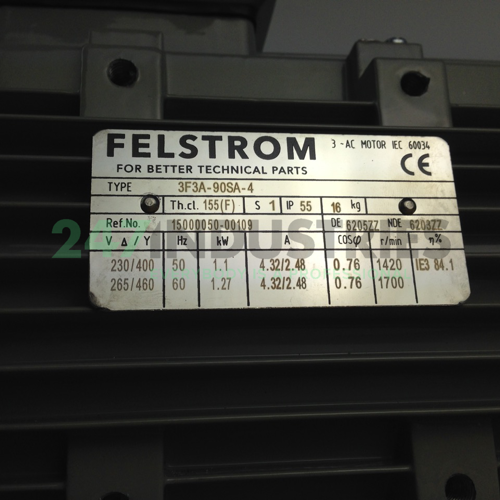 FELSTROM 3-AC MOTOR IEC 60034
FOR BETTER TECHNICAL PARTS CE
TYPE 3F3A-90SA-4
Th.cl. 155(F) S 1 IP 55 16 kg
Ref.No. 15000050-00109 DE 6205ZZ NDE 6203ZZ
24/7 INDUSTRIES
V Δ / Y Hz kW A COSφ r/min η%
230/400 50 1.1 4.32/2.48 0.76 1420 IE3 84.1
265/460 60 1.27 4.32/2.48 0.76 1700